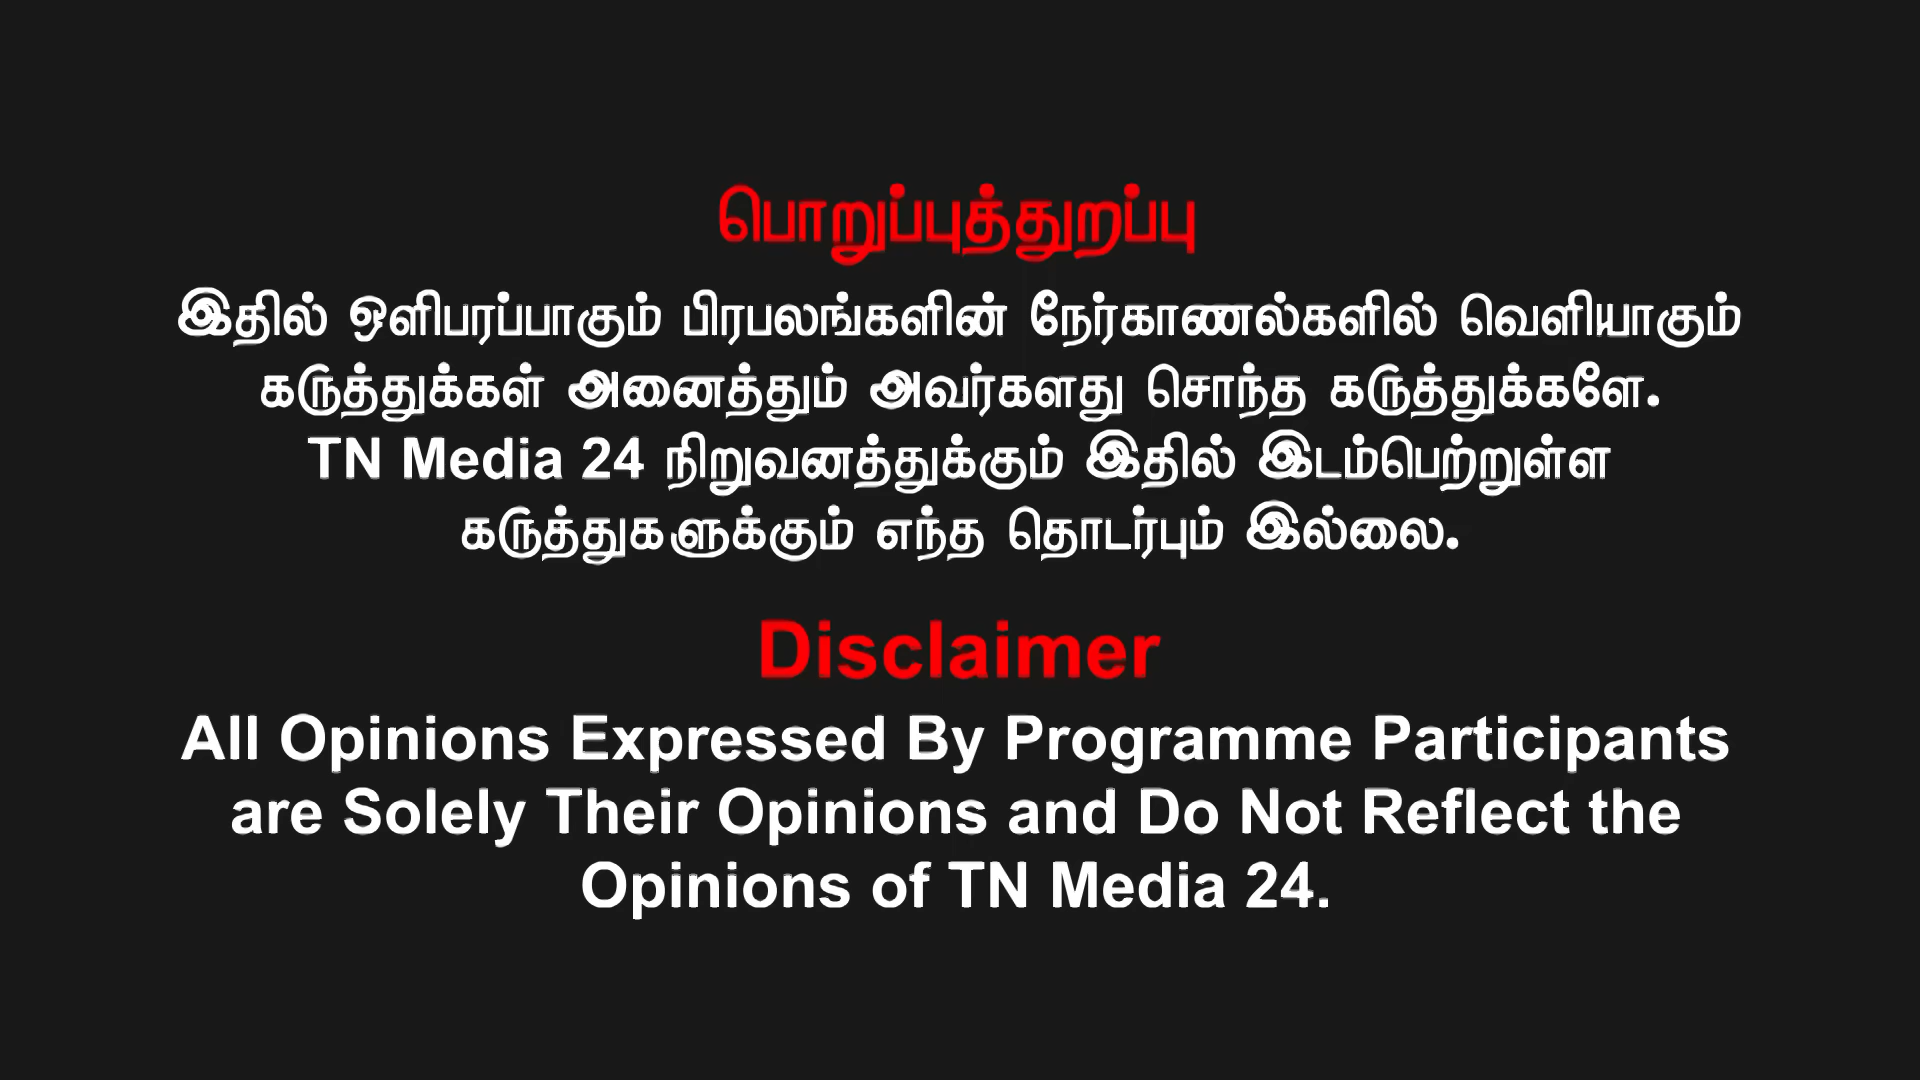 பொறுப்புத்துறப்பு
இதில் ஒளிபரப்பாகும் பிரபலங்களின் நேர்காணல்களில் வெளியாகும்
கருத்துக்கள் அனைத்தும் அவர்களது சொந்த கருத்துக்களே.
TN Media 24 நிறுவனத்துக்கும் இதில் இடம்பெற்றுள்ள
கருத்துகளுக்கும் எந்த தொடர்பும் இல்லை.
Disclaimer
All Opinions Expressed By Programme Participants
are Solely Their Opinions and Do Not Reflect the
Opinions of TN Media 24.